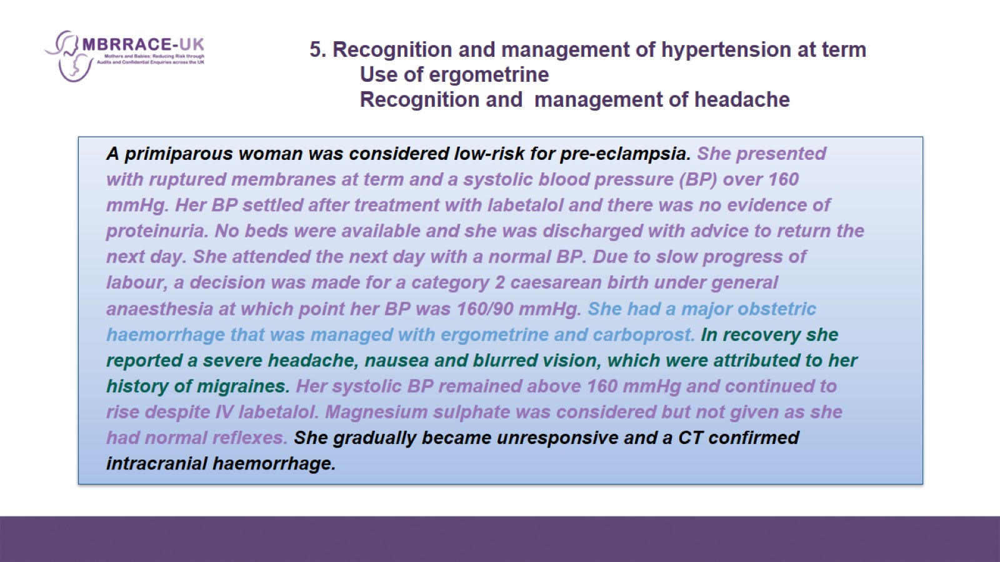 MBRRACE-UK
Mothers and Babies: Reducing Risk through
Audits and Confidential Enquiries across the UK
5. Recognition and management of hypertension at term
Use of ergometrine
Recognition and management of headache
A primiparous woman was considered low-risk for pre-eclampsia. She presented
with ruptured membranes at term and a systolic blood pressure (BP) over 160
mmHg. Her BP settled after treatment with labetalol and there was no evidence of
proteinuria. No beds were available and she was discharged with advice to return the
next day. She attended the next day with a normal BP. Due to slow progress of
labour, a decision was made for a category 2 caesarean birth under general
anaesthesia at which point her BP was 160/90 mmHg. She had a major obstetric
haemorrhage that was managed with ergometrine and carboprost. In recovery she
reported a severe headache, nausea and blurred vision, which were attributed to her
history of migraines. Her systolic BP remained above 160 mmHg and continued to
rise despite IV labetalol. Magnesium sulphate was considered but not given as she
had normal reflexes. She gradually became unresponsive and a CT confirmed
intracranial haemorrhage.